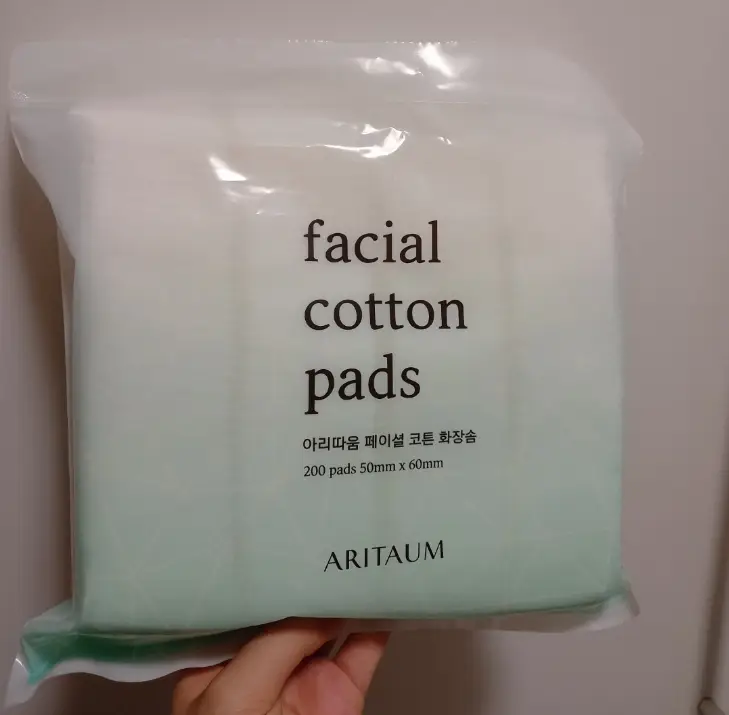 facial
cotton
pads
아리따움 페이셜 코튼 화장솜
200 pads 50mm x 60mm
ARITAUM